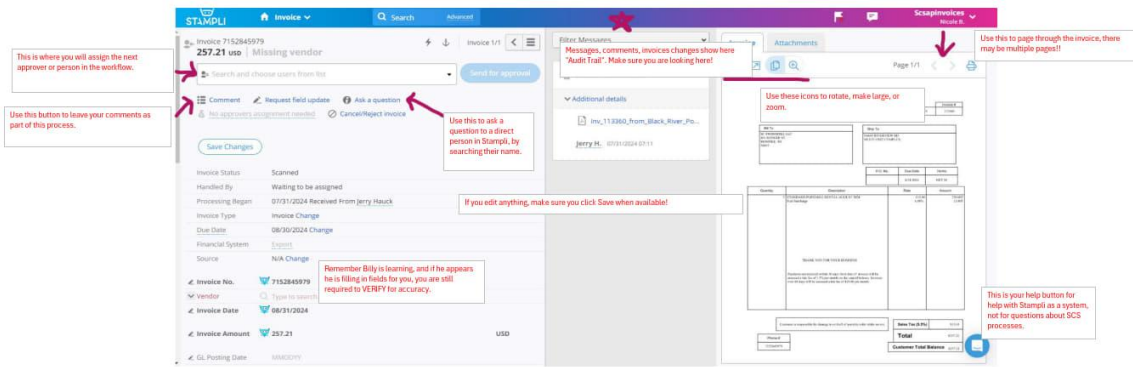 STAMPLI
Invoice
Search
Advanced
Scsapinvoices
Nicole B.
Invoice 7152845979
257.21 USD Missing vendor
Invoice 1/1
Search and choose users from list
Send for approval
Comment
Request field update
Ask a question
No approvers assignment needed
Cancel/Reject invoice
Save Changes
Invoice Status Scanned
Handled By Waiting to be assigned
Processing Began 07/31/2024 Received From Jerry Hauck
Invoice Type Invoice Change
Due Date 08/30/2024 Change
Financial System Export
Source N/A Change
Invoice No. 7152845979
Vendor Type to search
Invoice Date 08/31/2024
Invoice Amount 257.21 USD
GL Posting Date MMDDYY
This is where you will assign the next
approver or person in the workflow.
Use this button to leave your comments as
part of this process.
Use this to ask a
question to a direct
person in Stampli, by
searching their name.
If you edit anything, make sure you click Save when available!
Remember Billy is learning, and if he appears
he is filling in fields for you, you are still
required to VERIFY for accuracy.
Filter Messages
Messages, comments, invoices changes show here
"Audit Trail". Make sure you are looking here!
Additional details
Inv_113360_from_Black_River_Po...
Jerry H. 07/31/2024 07:11
Attachments
Page 1/1
Use these icons to rotate, make large, or
zoom.
Use this to page through the invoice, there
may be multiple pages!!
This is your help button for
help with Stampli as a system,
not for questions about SCS
processes.
Bill To
Ship To
Quantity
Description
Rate
Amount
THANK YOU FOR YOUR BUSINESS
Total
Customer Total Balance